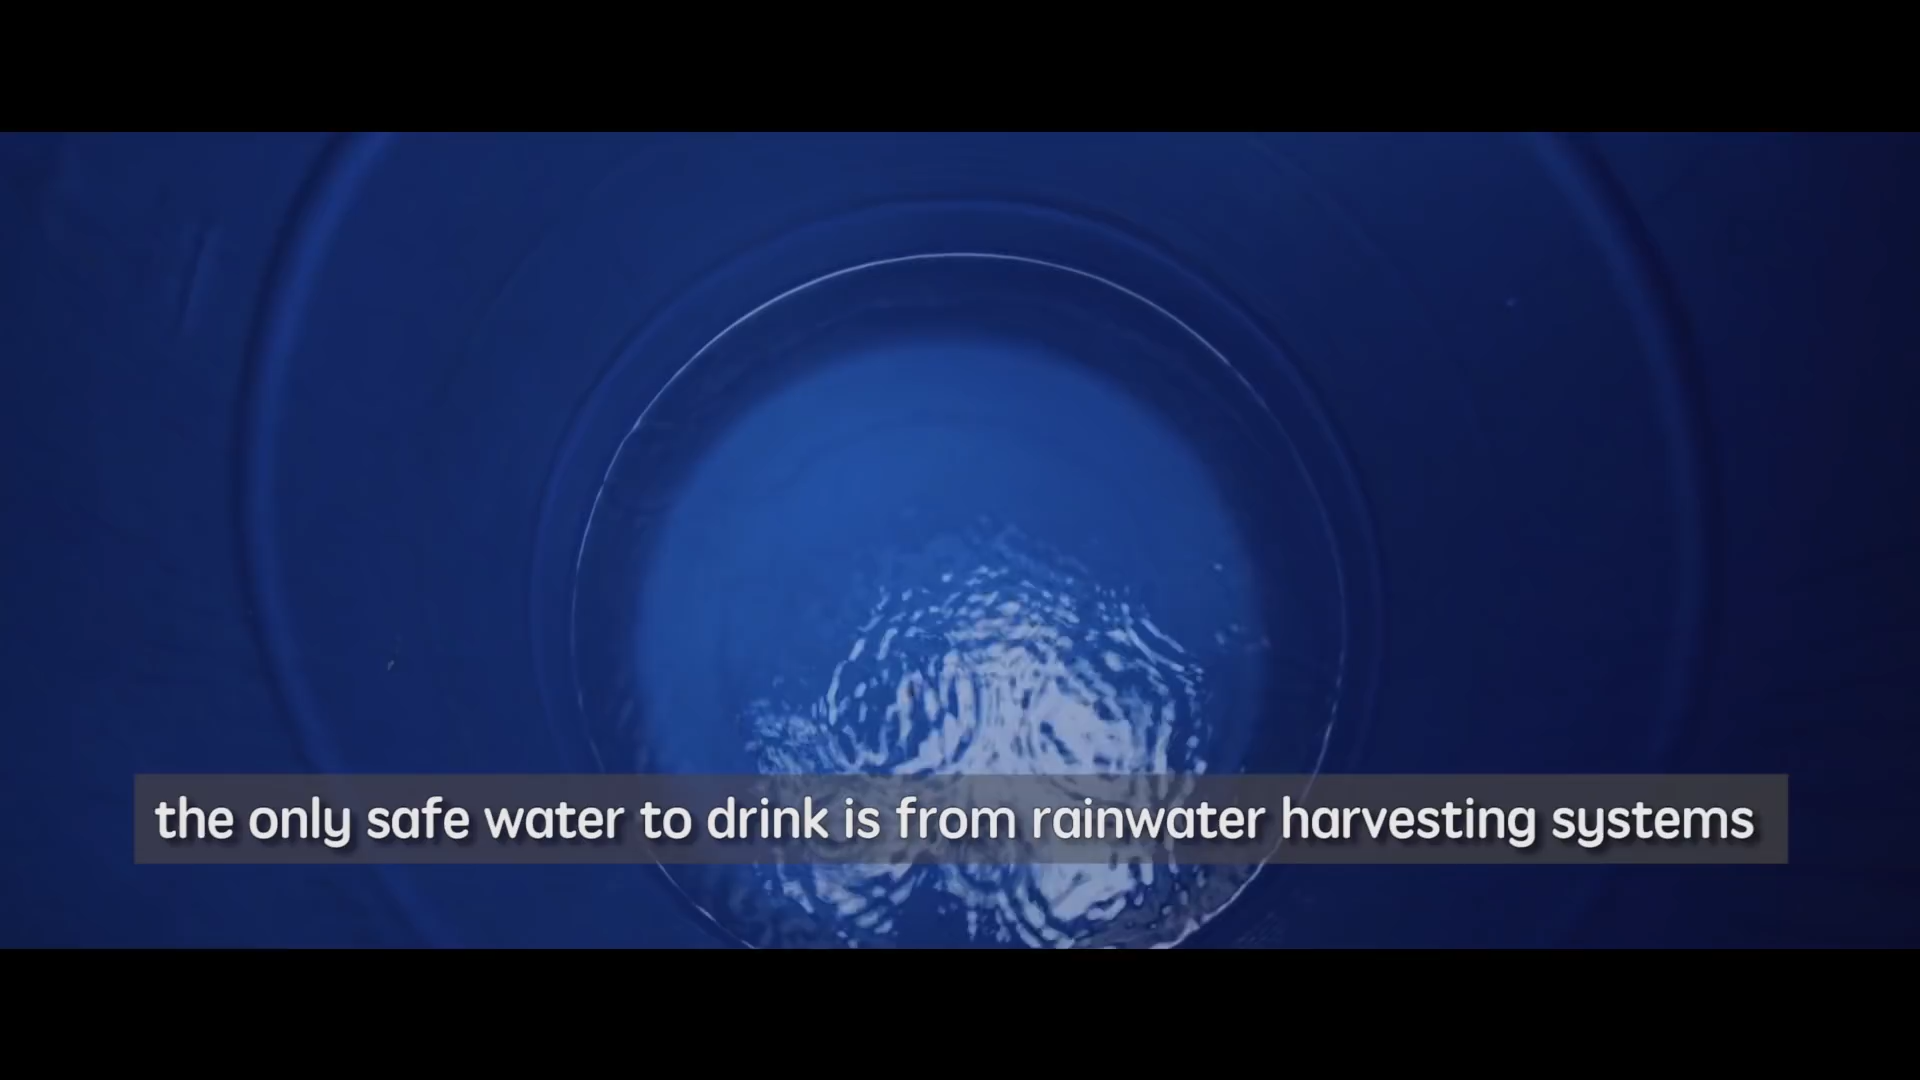 the only safe water to drink is from rainwater harvesting systems